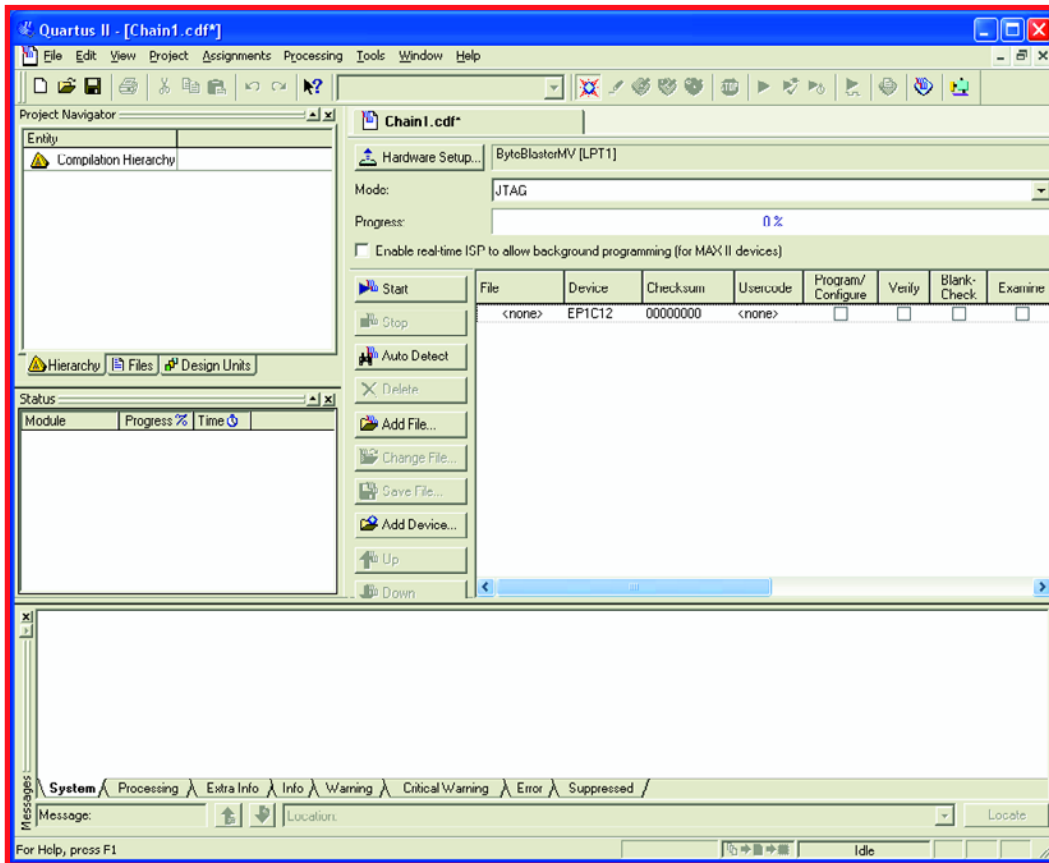 Quartus II - [Chain1.cdf*]
File Edit View Project Assignments Processing Tools Window Help
Project Navigator
Entity
Compilation Hierarchy
Hierarchy Files Design Units
Status
Module Progress % Time
Chain1.cdf*
Hardware Setup... ByteBlasterMV [LPT1]
Mode: JTAG
Progress: 0 %
Enable real-time ISP to allow background programming (for MAX II devices)
Start
Stop
Auto Detect
Delete
Add File...
Change File...
Save File...
Add Device...
Up
Down
File Device Checksum Usercode Program/ Configure Verify Blank- Check Examine
<none> EP1C12 00000000 <none>
Messages
System Processing Extra Info Info Warning Critical Warning Error Suppressed
Message: Location: Locate
For Help, press F1 Idle